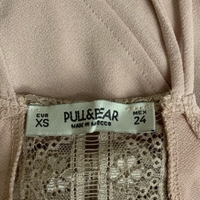 EUR PULL&BEAR MEX
XS MADE IN MOROCCO 24